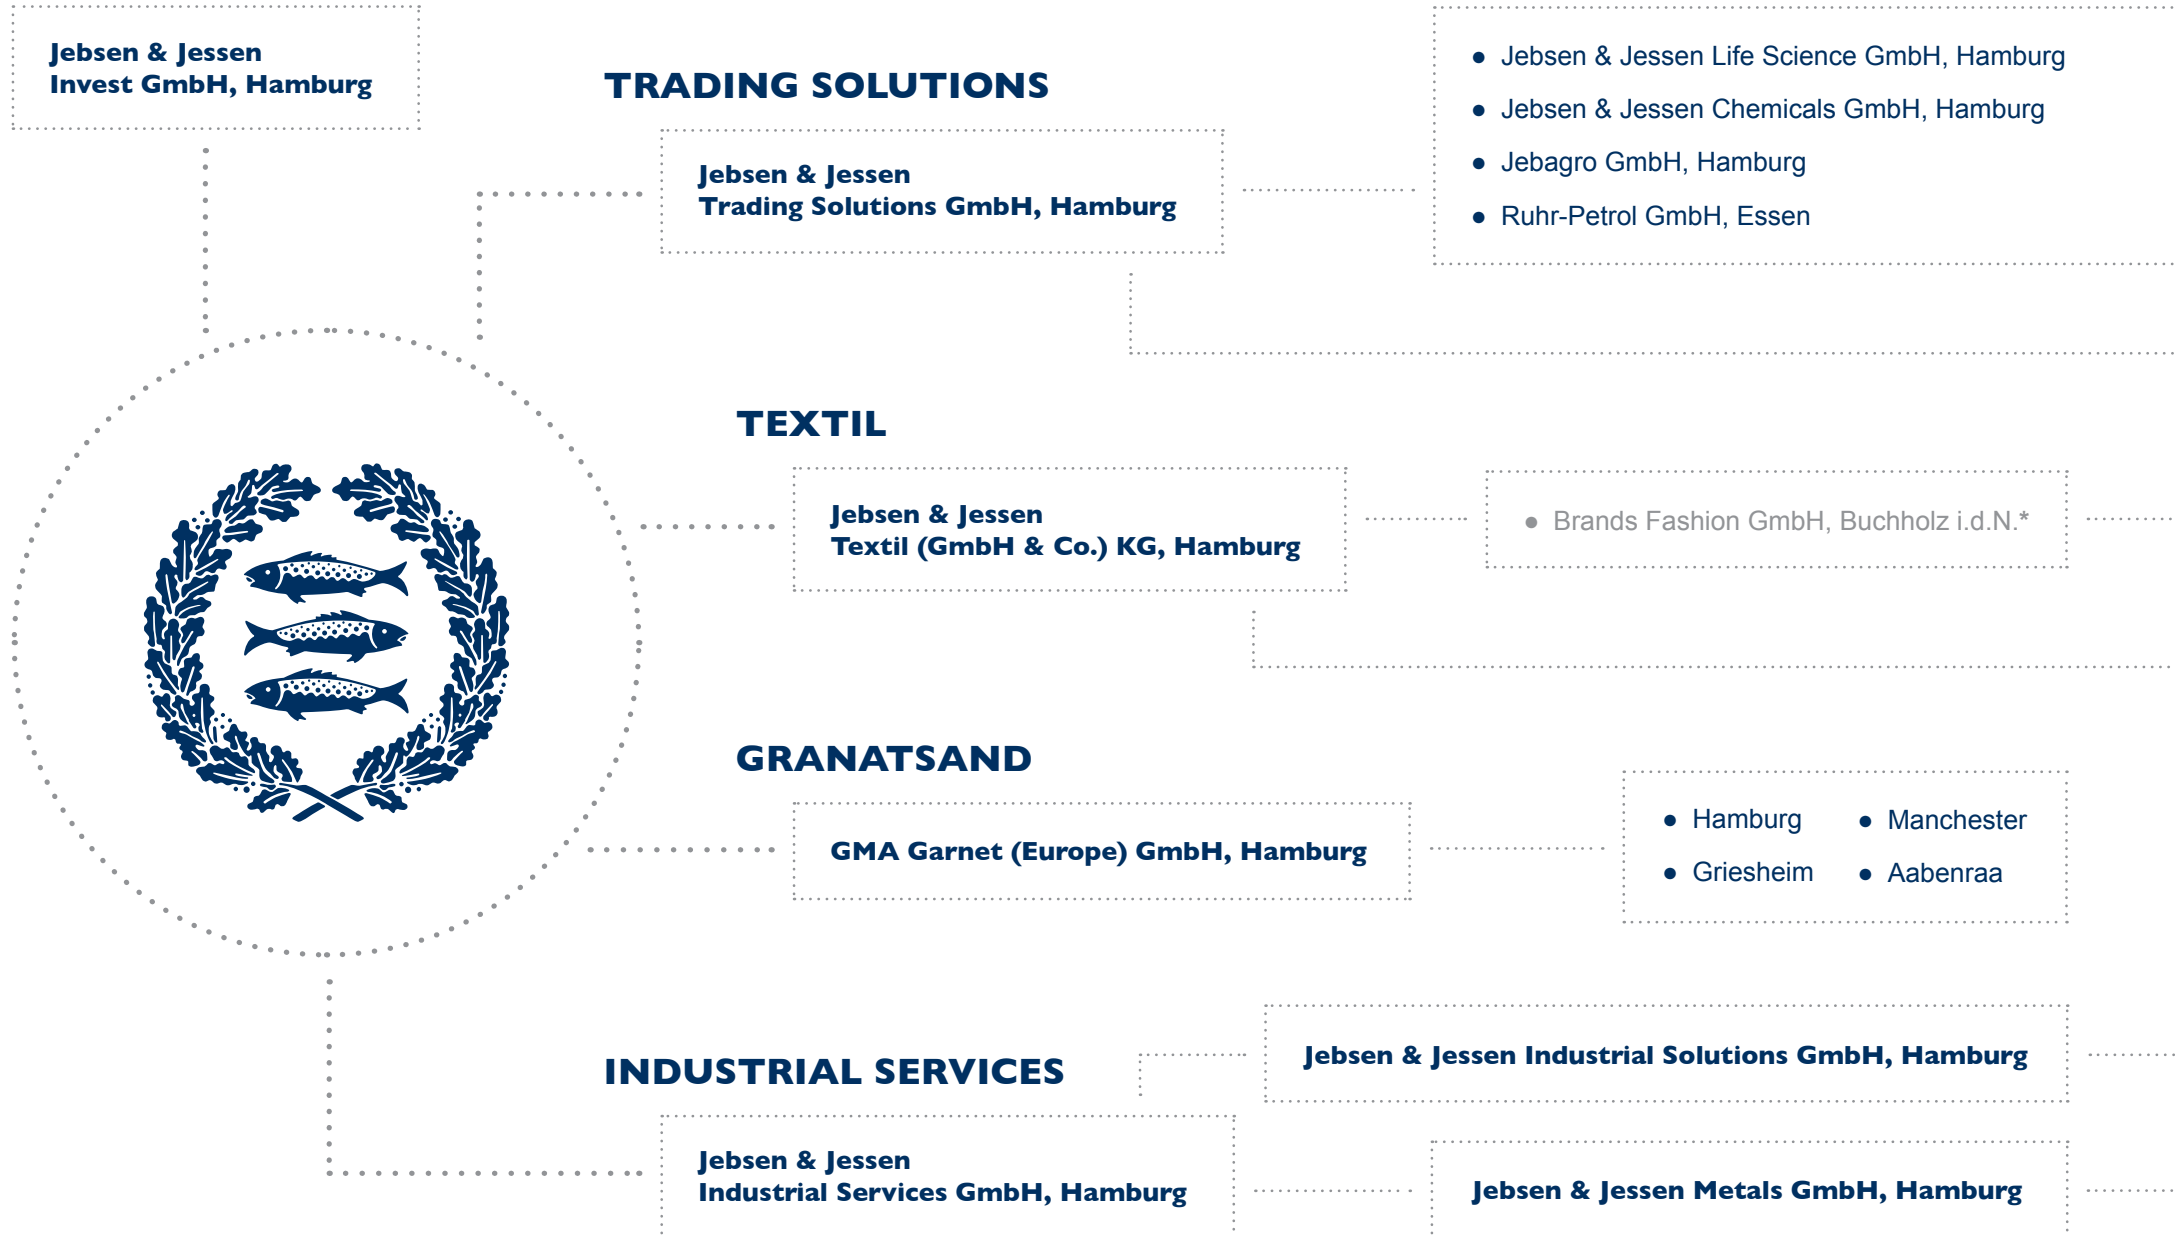 Jebsen & Jessen
Invest GmbH, Hamburg
TRADING SOLUTIONS
Jebsen & Jessen
Trading Solutions GmbH, Hamburg
● Jebsen & Jessen Life Science GmbH, Hamburg
● Jebsen & Jessen Chemicals GmbH, Hamburg
● Jebagro GmbH, Hamburg
● Ruhr-Petrol GmbH, Essen
TEXTIL
Jebsen & Jessen
Textil (GmbH & Co.) KG, Hamburg
● Brands Fashion GmbH, Buchholz i.d.N.*
GRANATSAND
GMA Garnet (Europe) GmbH, Hamburg
● Hamburg ● Manchester
● Griesheim ● Aabenraa
INDUSTRIAL SERVICES
Jebsen & Jessen
Industrial Services GmbH, Hamburg
Jebsen & Jessen Industrial Solutions GmbH, Hamburg
Jebsen & Jessen Metals GmbH, Hamburg